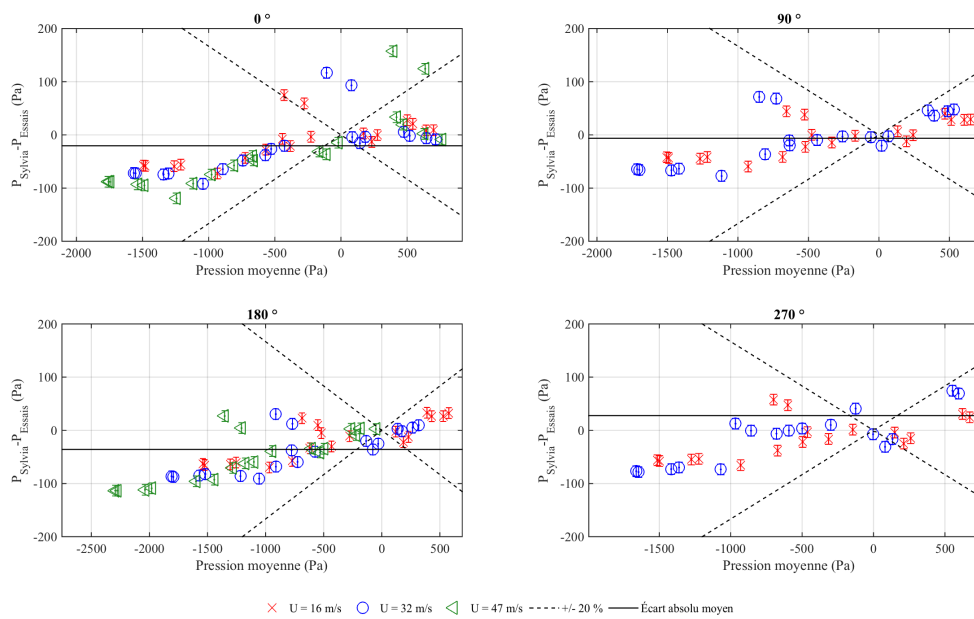 0 °
P_Sylvia-P_Essais (Pa)
200
100
0
-100
-200
-2000 -1500 -1000 -500 0 500
Pression moyenne (Pa)
90 °
P_Sylvia-P_Essais (Pa)
200
100
0
-100
-200
-2000 -1500 -1000 -500 0 500
Pression moyenne (Pa)
180 °
P_Sylvia-P_Essais (Pa)
200
100
0
-100
-200
-2500 -2000 -1500 -1000 -500 0 500
Pression moyenne (Pa)
270 °
P_Sylvia-P_Essais (Pa)
200
100
0
-100
-200
-1500 -1000 -500 0 500
Pression moyenne (Pa)
U = 16 m/s U = 32 m/s U = 47 m/s +/- 20 % Écart absolu moyen